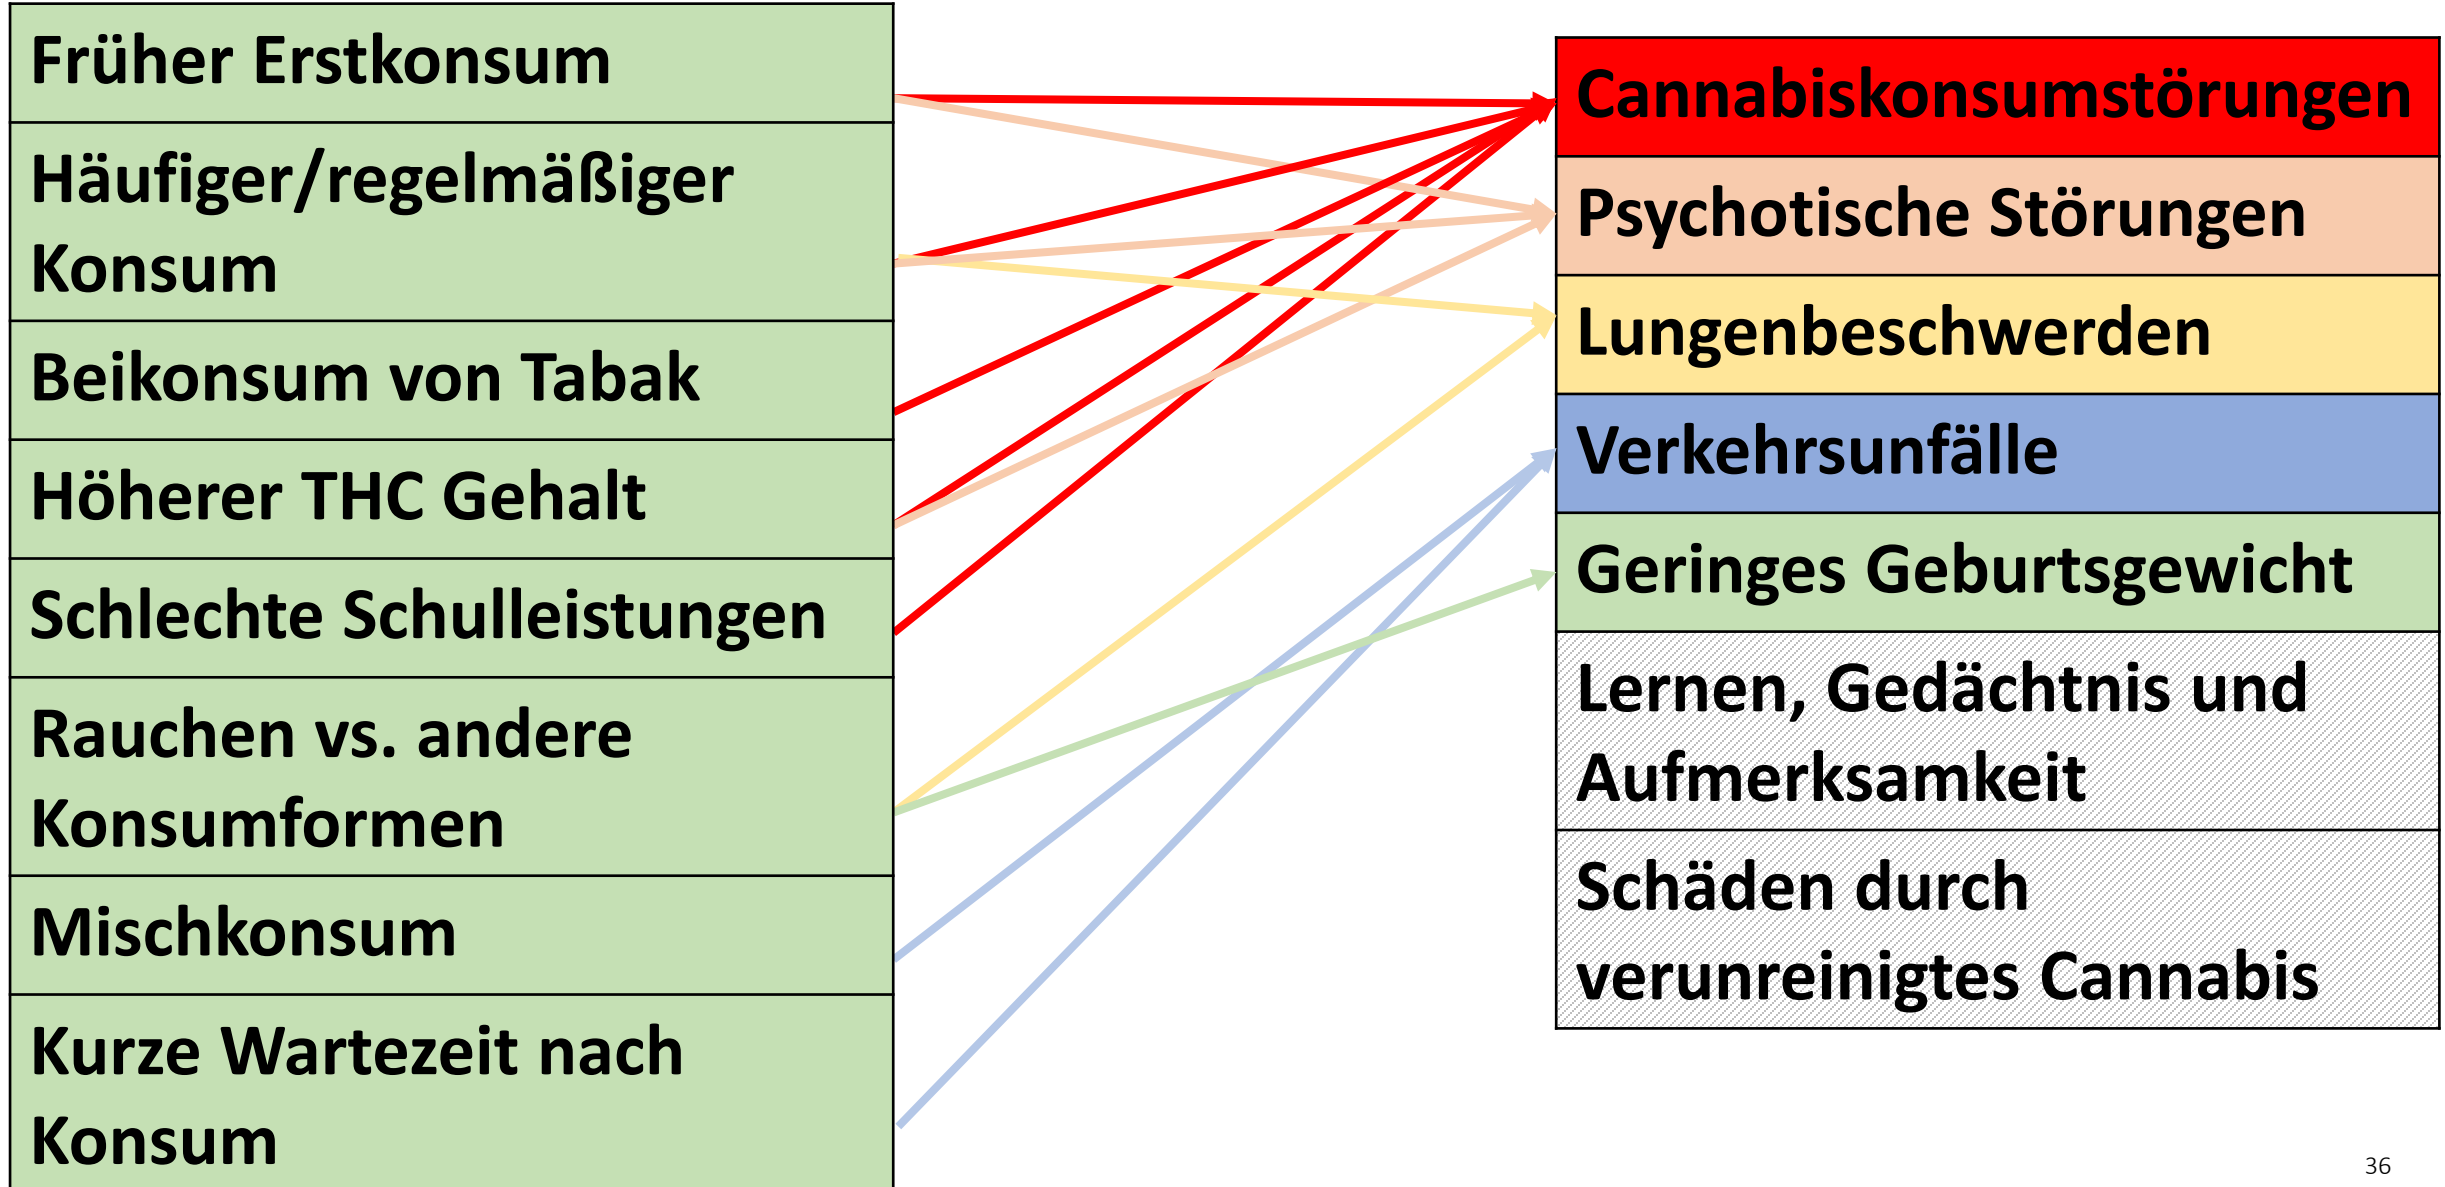 Früher Erstkonsum
Häufiger/regelmäßiger
Konsum
Beikonsum von Tabak
Höherer THC Gehalt
Schlechte Schulleistungen
Rauchen vs. andere
Konsumformen
Mischkonsum
Kurze Wartezeit nach
Konsum
Cannabiskonsumstörungen
Psychotische Störungen
Lungenbeschwerden
Verkehrsunfälle
Geringes Geburtsgewicht
Lernen, Gedächtnis und
Aufmerksamkeit
Schäden durch
verunreinigtes Cannabis
36